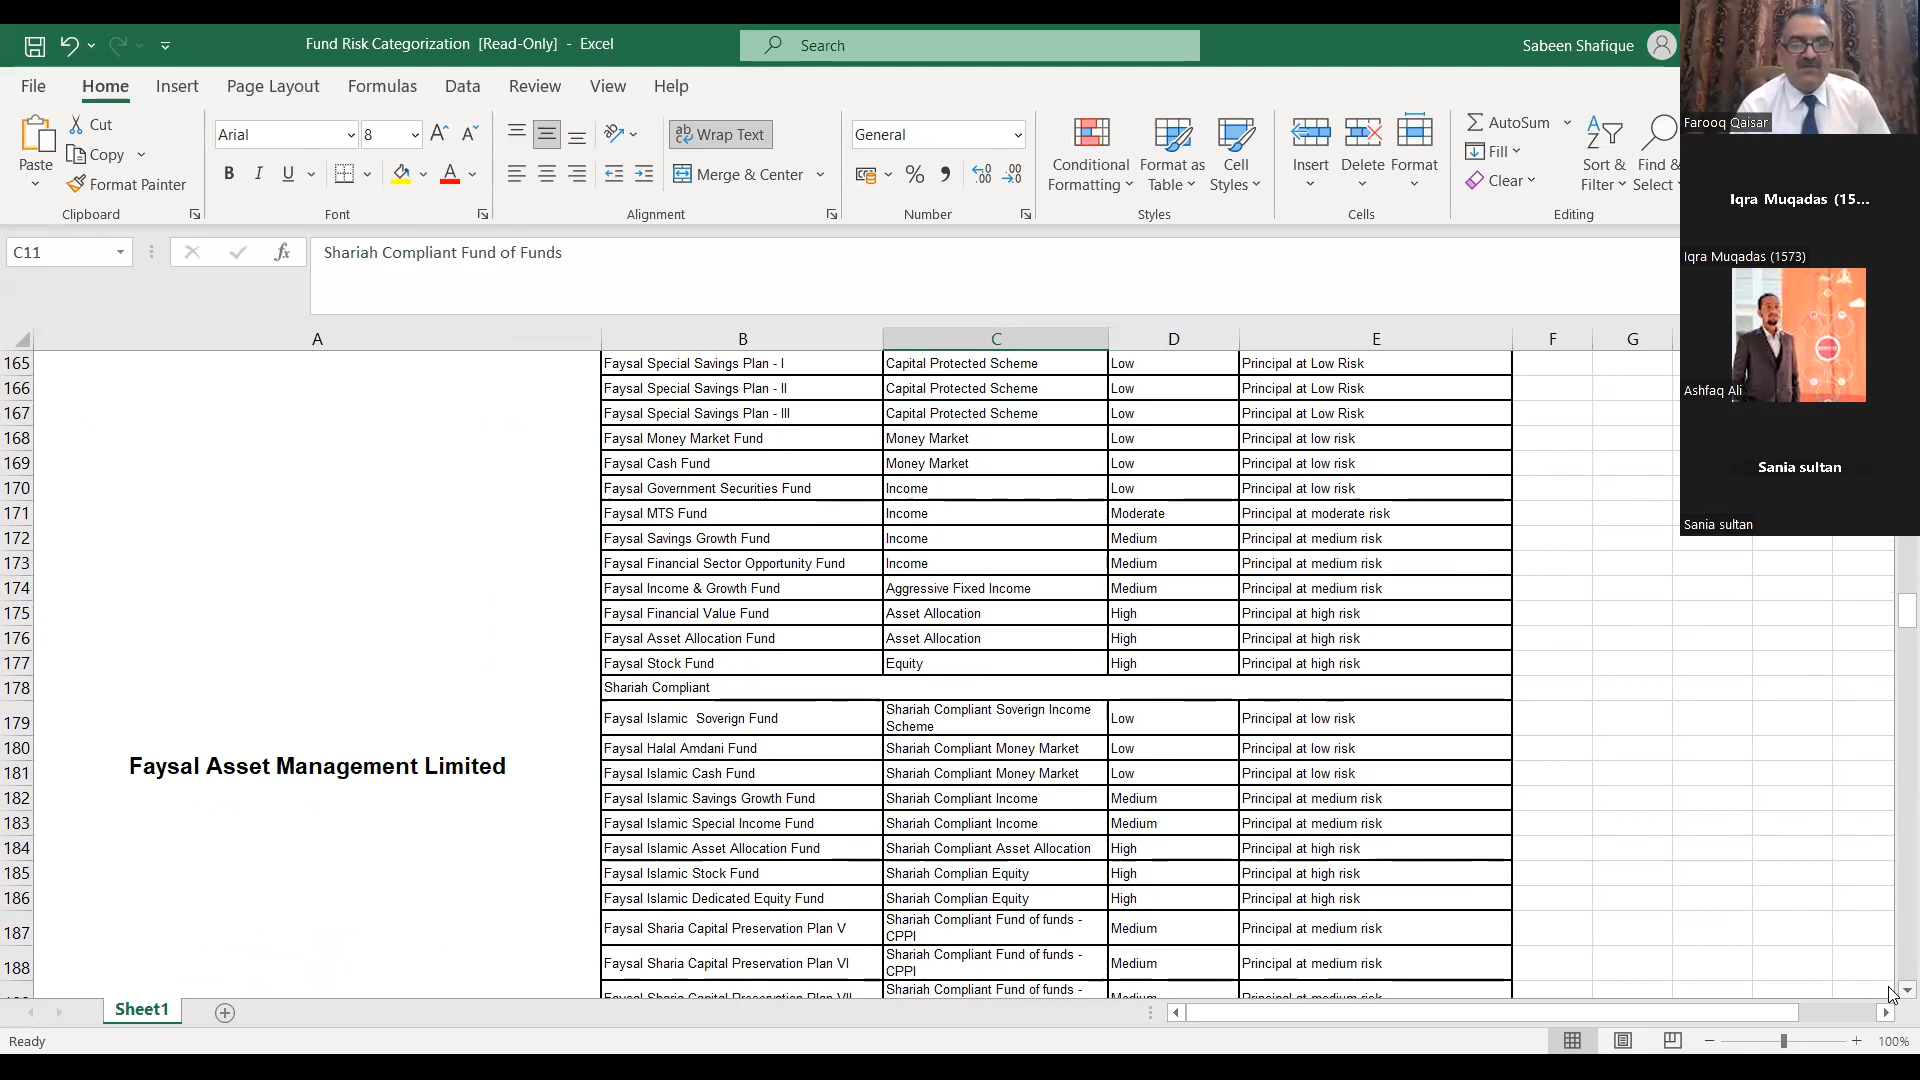 Fund Risk Categorization [Read-Only] - Excel
Search
Sabeen Shafique
File Home Insert Page Layout Formulas Data Review View Help
Paste
Cut
Copy
Format Painter
Clipboard
Arial 8
B I U
Font
Wrap Text
Merge & Center
Alignment
General
Number
Conditional Formatting
Format as Table
Cell Styles
Styles
Insert Delete Format
Cells
AutoSum
Fill
Clear
Sort & Filter
Find & Select
Editing
Farooq Qaisar
Iqra Muqadas (15...
Iqra Muqadas (1573)
Ashfaq Ali
Sania sultan
Sania sultan
C11 fx Shariah Compliant Fund of Funds
A B C D E F G
165 Faysal Special Savings Plan - I Capital Protected Scheme Low Principal at Low Risk
166 Faysal Special Savings Plan - II Capital Protected Scheme Low Principal at Low Risk
167 Faysal Special Savings Plan - III Capital Protected Scheme Low Principal at Low Risk
168 Faysal Money Market Fund Money Market Low Principal at low risk
169 Faysal Cash Fund Money Market Low Principal at low risk
170 Faysal Government Securities Fund Income Low Principal at low risk
171 Faysal MTS Fund Income Moderate Principal at moderate risk
172 Faysal Savings Growth Fund Income Medium Principal at medium risk
173 Faysal Financial Sector Opportunity Fund Income Medium Principal at medium risk
174 Faysal Income & Growth Fund Aggressive Fixed Income Medium Principal at medium risk
175 Faysal Financial Value Fund Asset Allocation High Principal at high risk
176 Faysal Asset Allocation Fund Asset Allocation High Principal at high risk
177 Faysal Stock Fund Equity High Principal at high risk
178 Shariah Compliant
179 Faysal Islamic Soverign Fund Shariah Compliant Soverign Income Scheme Low Principal at low risk
180 Faysal Halal Amdani Fund Shariah Compliant Money Market Low Principal at low risk
Faysal Asset Management Limited
181 Faysal Islamic Cash Fund Shariah Compliant Money Market Low Principal at low risk
182 Faysal Islamic Savings Growth Fund Shariah Compliant Income Medium Principal at medium risk
183 Faysal Islamic Special Income Fund Shariah Compliant Income Medium Principal at medium risk
184 Faysal Islamic Asset Allocation Fund Shariah Compliant Asset Allocation High Principal at high risk
185 Faysal Islamic Stock Fund Shariah Complian Equity High Principal at high risk
186 Faysal Islamic Dedicated Equity Fund Shariah Complian Equity High Principal at high risk
187 Faysal Sharia Capital Preservation Plan V Shariah Compliant Fund of funds - CPPI Medium Principal at medium risk
188 Faysal Sharia Capital Preservation Plan VI Shariah Compliant Fund of funds - CPPI Medium Principal at medium risk
Faysal Sharia Capital Preservation Plan VII Shariah Compliant Fund of funds - Medium Principal at medium risk
Sheet1
Ready
100%